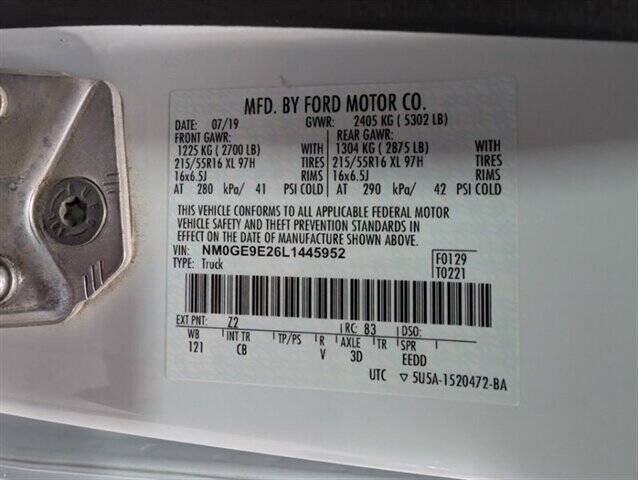 MFD. BY FORD MOTOR CO.
DATE: 07/19 GVWR: 2405 KG ( 5302 LB)
FRONT GAWR: REAR GAWR:
1225 KG ( 2700 LB) WITH 1304 KG ( 2875 LB) WITH
215/55R16 XL 97H TIRES 215/55R16 XL 97H TIRES
16x6.5J RIMS 16x6.5J RIMS
AT 280 kPa/ 41 PSI COLD AT 290 kPa/ 42 PSI COLD
THIS VEHICLE CONFORMS TO ALL APPLICABLE FEDERAL MOTOR
VEHICLE SAFETY AND THEFT PREVENTION STANDARDS IN
EFFECT ON THE DATE OF MANUFACTURE SHOWN ABOVE.
VIN: NM0GE9E26L1445952 F0129
TYPE: Truck T0221
EXT PNT: Z2 RC: 83 DSO:
WB INT TR TP/PS R AXLE TR SPR
121 CB V 3D EEDD
UTC ▽5U5A-1520472-BA